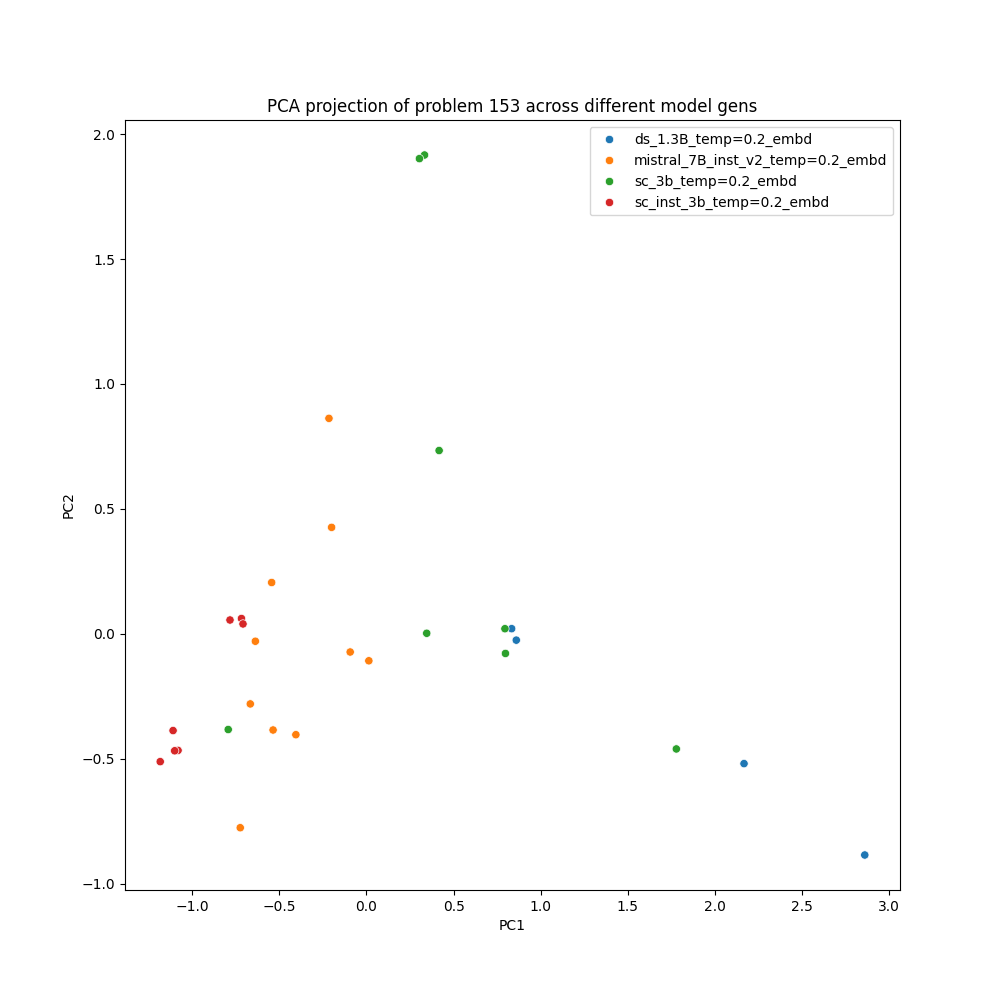 PCA projection of problem 153 across different model gens
ds_1.3B_temp=0.2_embd
mistral_7B_inst_v2_temp=0.2_embd
sc_3b_temp=0.2_embd
sc_inst_3b_temp=0.2_embd
2.0
1.5
1.0
0.5
0.0
−0.5
−1.0
PC2
−1.0 −0.5 0.0 0.5 1.0 1.5 2.0 2.5 3.0
PC1